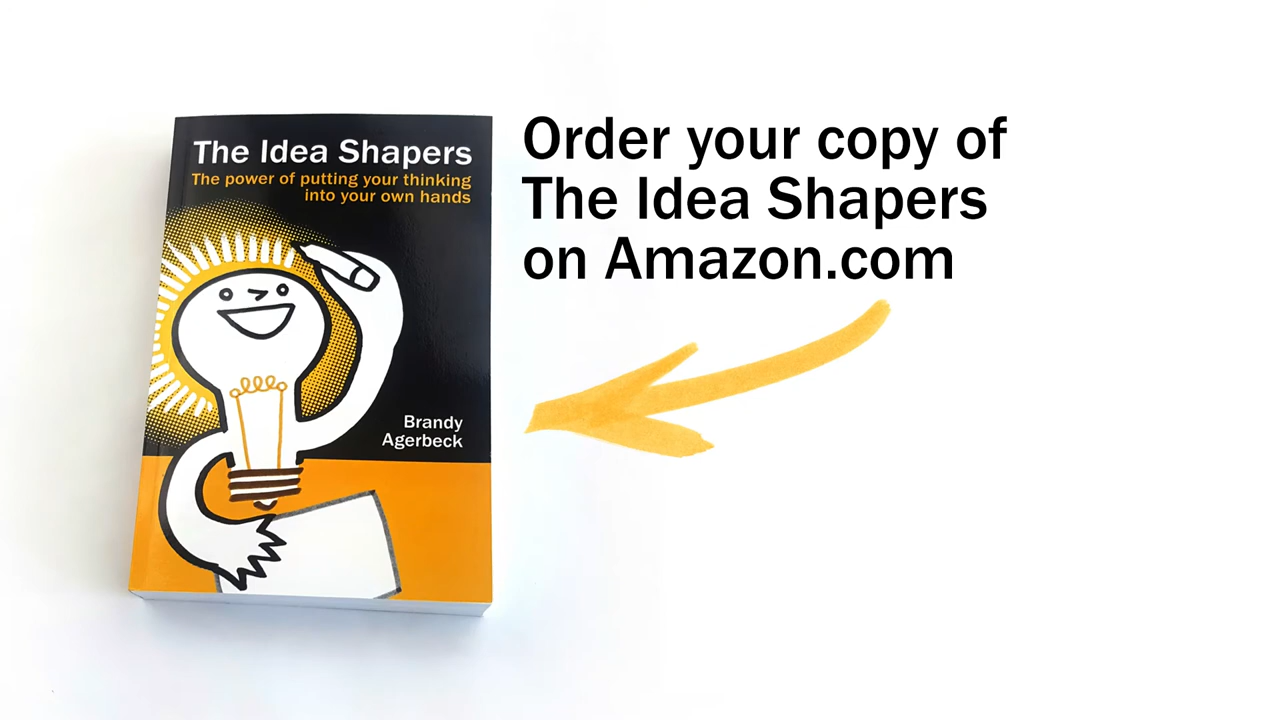 The Idea Shapers
The power of putting your thinking
into your own hands
Brandy
Agerbeck
Order your copy of
The Idea Shapers
on Amazon.com